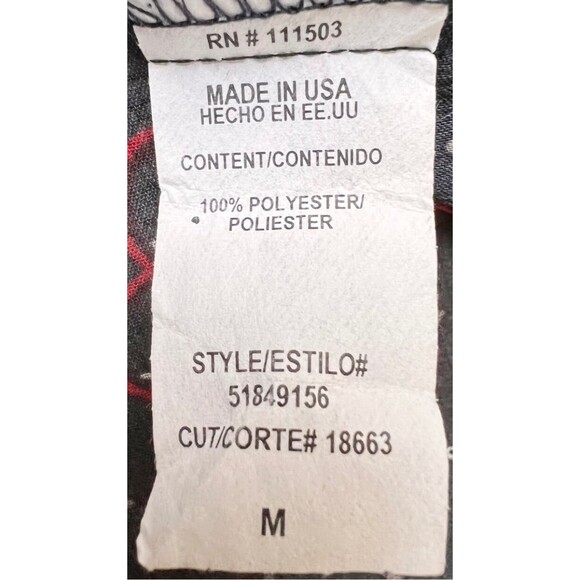 RN # 111503
MADE IN USA
HECHO EN EE.UU
CONTENT/CONTENIDO
100% POLYESTER/
POLIESTER
STYLE/ESTILO#
51849156
CUT/CORTE# 18663
M